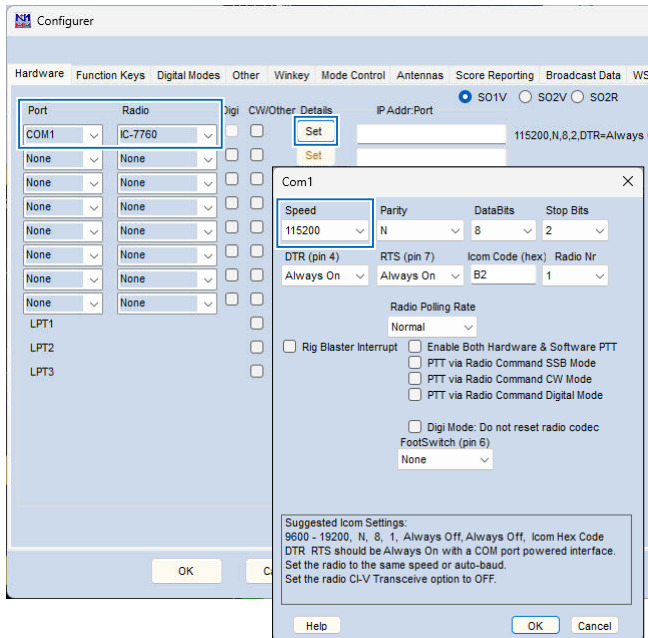 N1 Configurer
Hardware Function Keys Digital Modes Other Winkey Mode Control Antennas Score Reporting Broadcast Data
SO1V SO2V SO2R
Port Radio Digi CW/Other Details IP Addr:Port
COM1 IC-7760 Set 115200,N,8,2,DTR=Always
None None Set
None None
None None
None None
None None
None None
None None
LPT1
LPT2
LPT3
OK
Com1
Speed Parity DataBits Stop Bits
115200 N 8 2
DTR (pin 4) RTS (pin 7) Icom Code (hex) Radio Nr
Always On Always On B2 1
Radio Polling Rate
Normal
Rig Blaster Interrupt Enable Both Hardware & Software PTT
PTT via Radio Command SSB Mode
PTT via Radio Command CW Mode
PTT via Radio Command Digital Mode
Digi Mode: Do not reset radio codec
FootSwitch (pin 6)
None
Suggested Icom Settings:
9600 - 19200, N, 8, 1, Always Off, Always Off, Icom Hex Code
DTR RTS should be Always On with a COM port powered interface.
Set the radio to the same speed or auto-baud.
Set the radio CI-V Transceive option to OFF.
Help OK Cancel